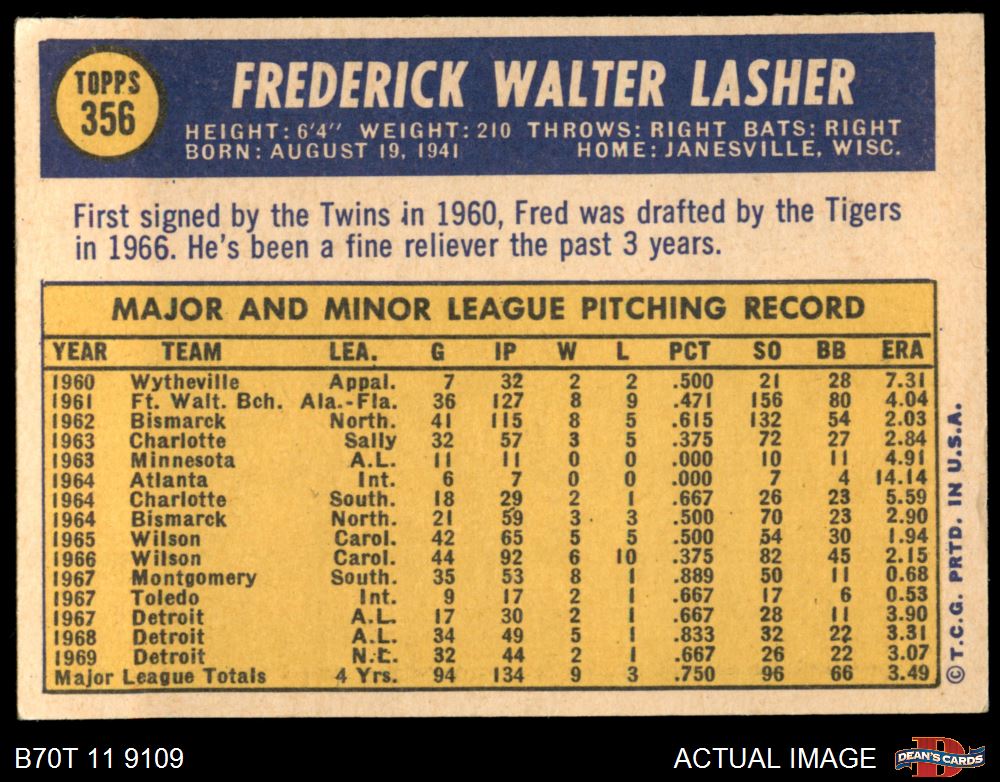 TOPPS
356
FREDERICK WALTER LASHER
HEIGHT: 6'4" WEIGHT: 210 THROWS: RIGHT BATS: RIGHT
BORN: AUGUST 19, 1941 HOME: JANESVILLE, WISC.
First signed by the Twins in 1960, Fred was drafted by the Tigers
in 1966. He's been a fine reliever the past 3 years.
MAJOR AND MINOR LEAGUE PITCHING RECORD
YEAR TEAM LEA. G IP W L PCT SO BB ERA
1960 Wytheville Appal. 7 32 2 2 .500 21 28 7.31
1961 Ft. Walt. Bch. Ala.-Fla. 36 127 8 9 .471 156 80 4.04
1962 Bismarck North. 41 115 8 5 .615 132 54 2.03
1963 Charlotte Sally 32 57 3 5 .375 72 27 2.84
1963 Minnesota A.L. 11 11 0 0 .000 10 11 4.91
1964 Atlanta Int. 6 7 0 0 .000 7 4 14.14
1964 Charlotte South. 18 29 2 1 .667 26 23 5.59
1964 Bismarck North. 21 59 3 3 .500 70 23 2.90
1965 Wilson Carol. 42 65 5 5 .500 54 30 1.94
1966 Wilson Carol. 44 92 6 10 .375 82 45 2.15
1967 Montgomery South. 35 53 8 1 .889 50 11 0.68
1967 Toledo Int. 9 17 2 1 .667 17 6 0.53
1967 Detroit A.L. 17 30 2 1 .667 28 11 3.90
1968 Detroit A.L. 34 49 5 1 .833 32 22 3.31
1969 Detroit N.L. 32 44 2 1 .667 26 22 3.07
Major League Totals 4 Yrs. 94 134 9 3 .750 96 66 3.49
© T.C.G. PRTD. IN U.S.A.
B70T 11 9109
ACTUAL IMAGE
D
DEAN'S CARDS